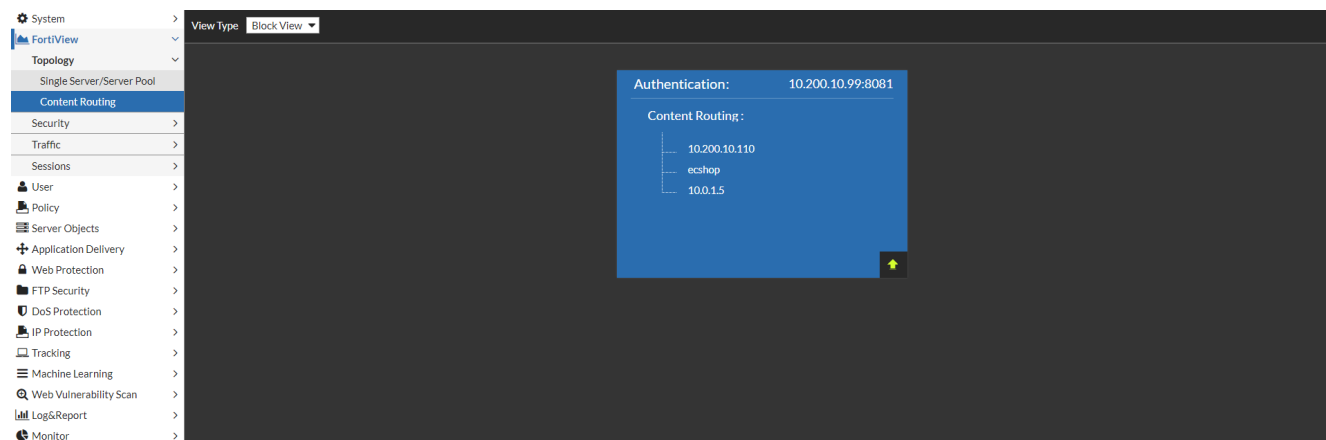 System
FortiView
Topology
Single Server/Server Pool
Content Routing
Security
Traffic
Sessions
User
Policy
Server Objects
Application Delivery
Web Protection
FTP Security
DoS Protection
IP Protection
Tracking
Machine Learning
Web Vulnerability Scan
Log&Report
Monitor
View Type Block View
Authentication: 10.200.10.99:8081
Content Routing :
10.200.10.110
ecshop
10.0.1.5